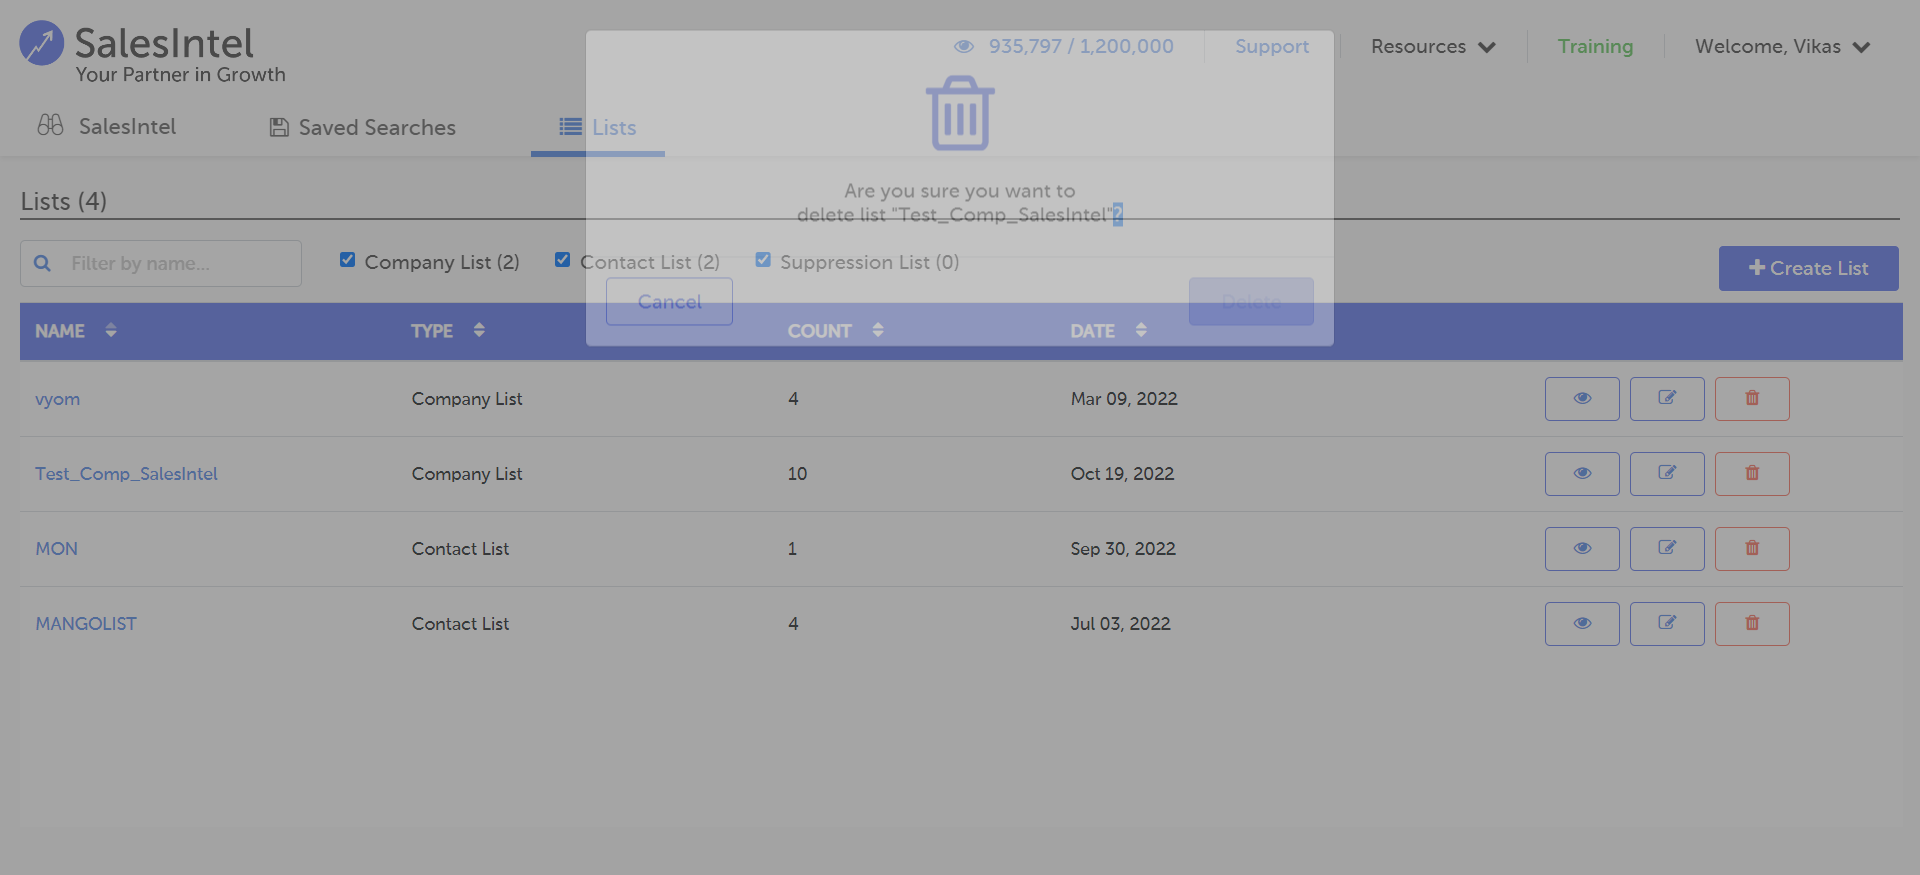 SalesIntel
Your Partner in Growth
935,797 / 1,200,000
Support
Resources
Training
Welcome, Vikas
SalesIntel
Saved Searches
Lists
Are you sure you want to
delete list "Test_Comp_SalesIntel"?
Cancel
Delete
Lists (4)
Filter by name...
Company List (2)
Contact List (2)
Suppression List (0)
Create List
NAME TYPE COUNT DATE
vyom Company List 4 Mar 09, 2022
Test_Comp_SalesIntel Company List 10 Oct 19, 2022
MON Contact List 1 Sep 30, 2022
MANGOLIST Contact List 4 Jul 03, 2022